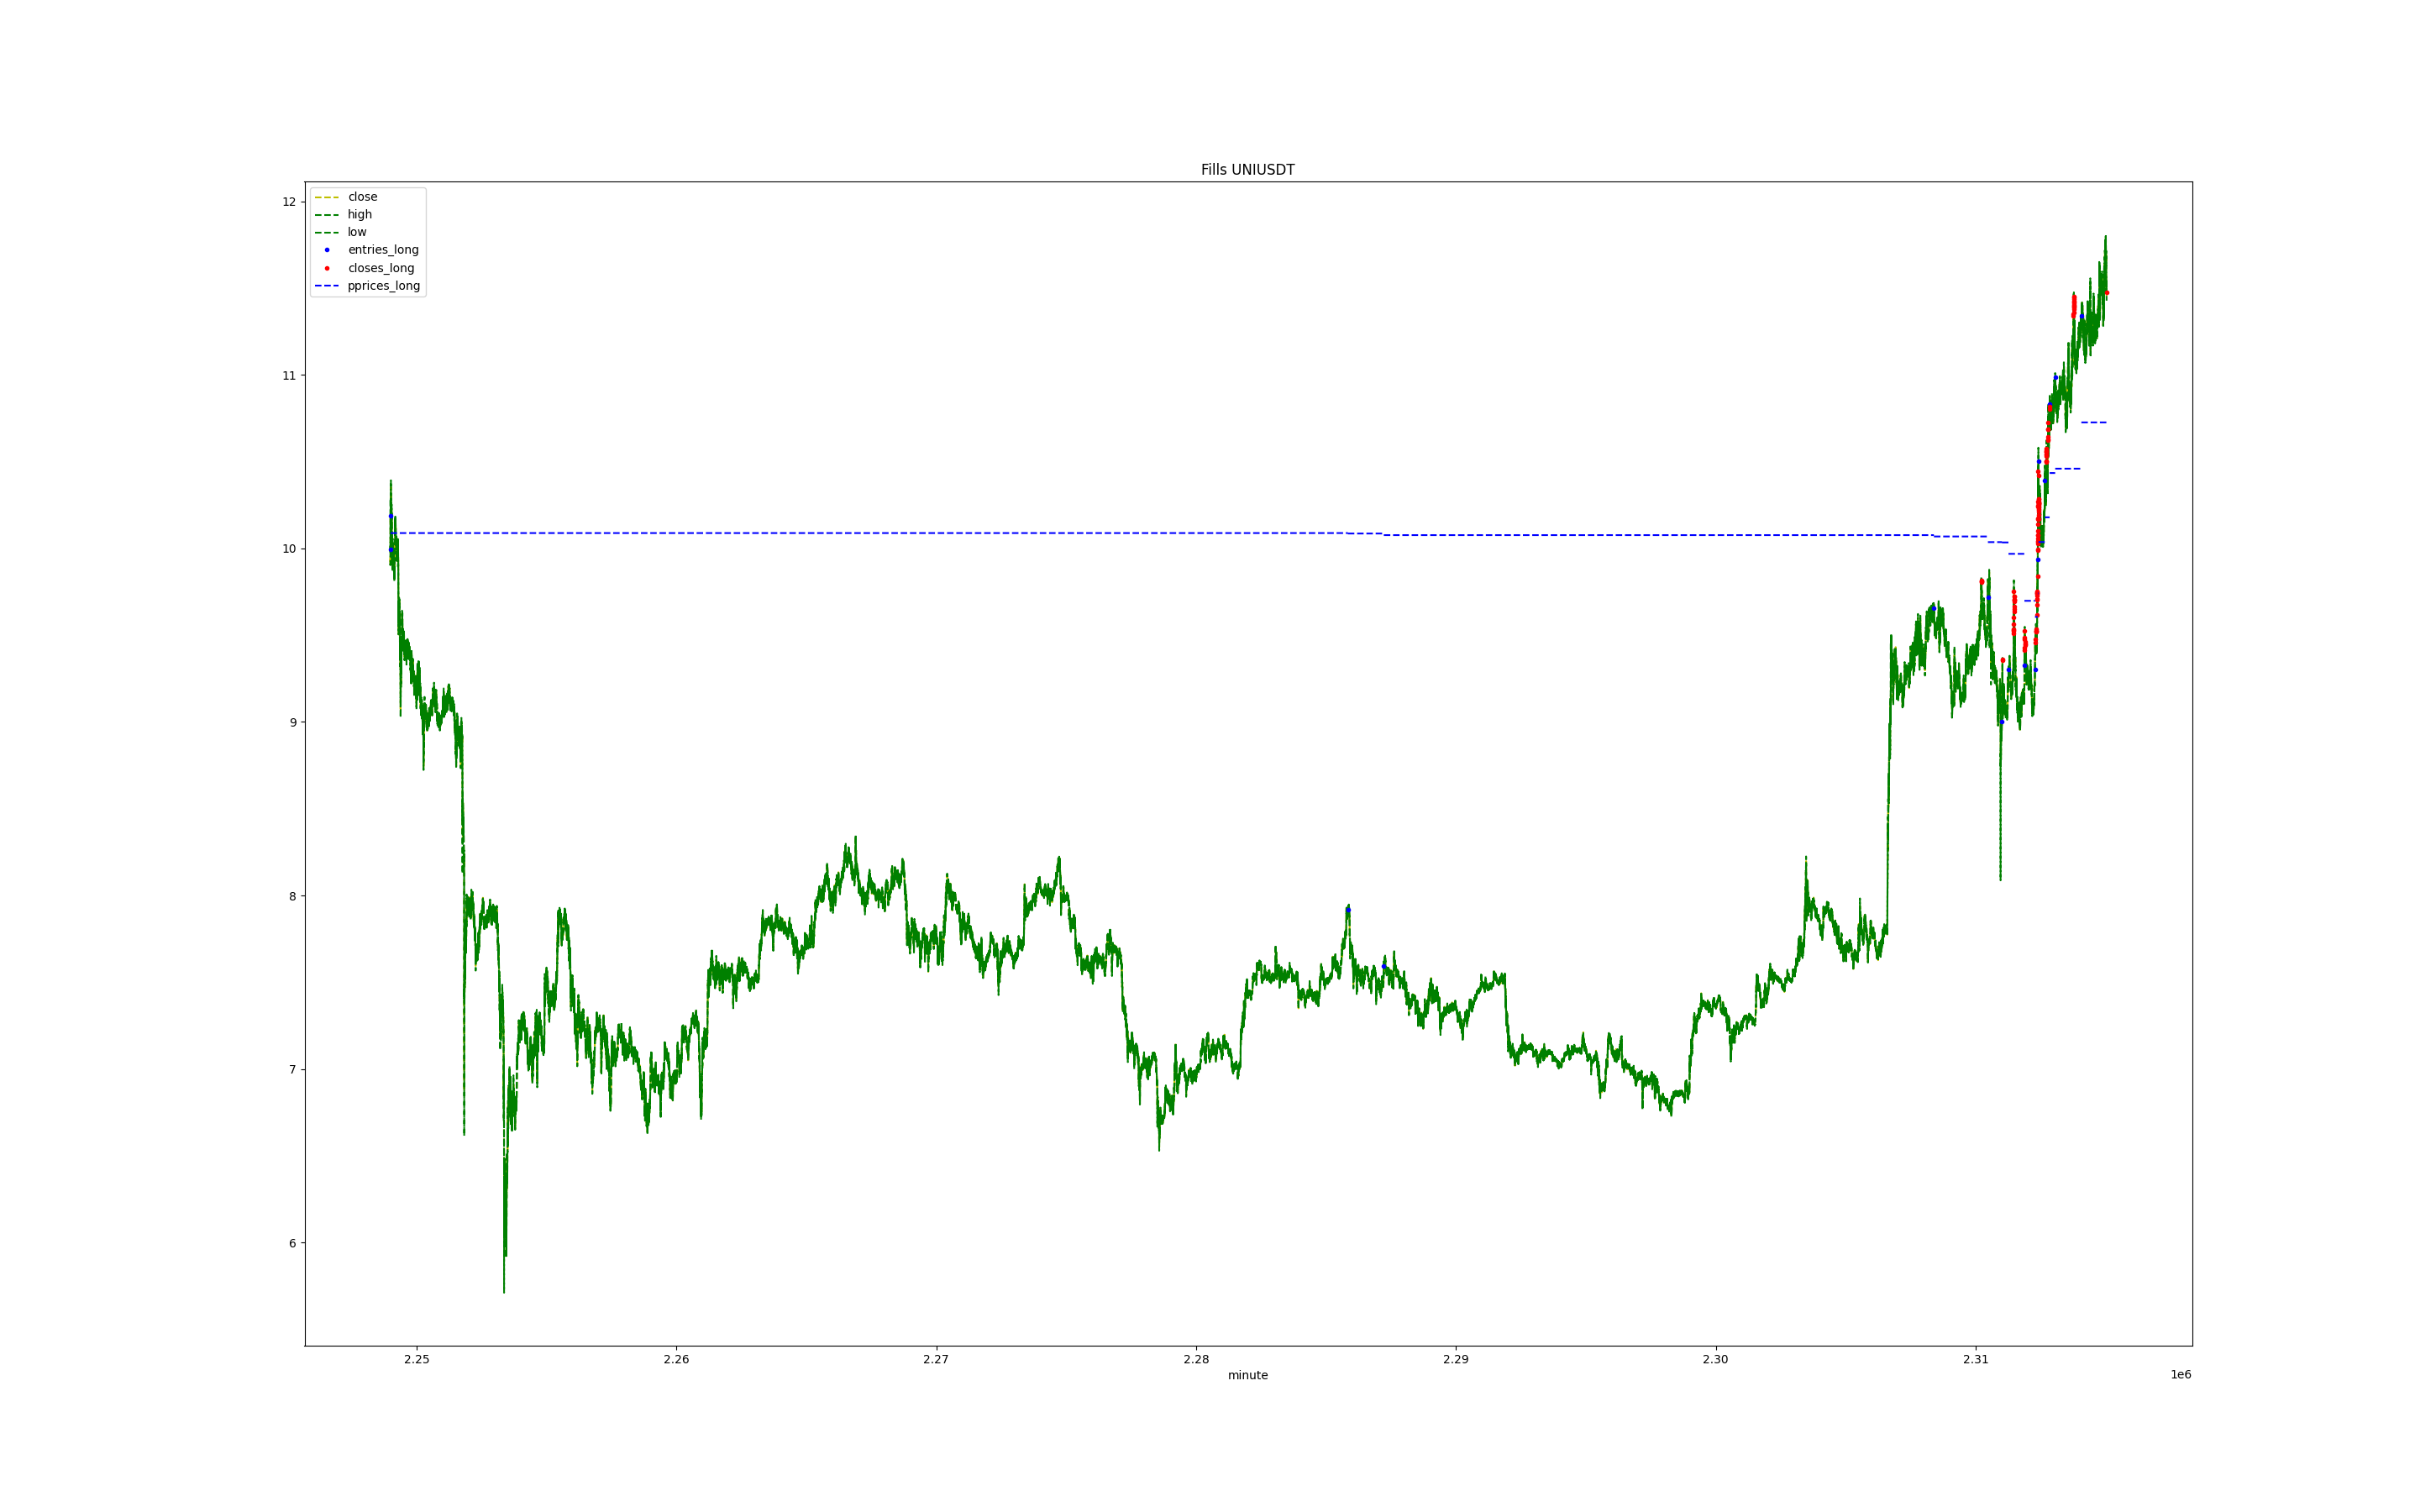 Fills UNIUSDT
close
high
low
entries_long
closes_long
pprices_long
12
11
10
9
8
7
6
2.25 2.26 2.27 2.28 2.29 2.30 2.31
minute
1e6